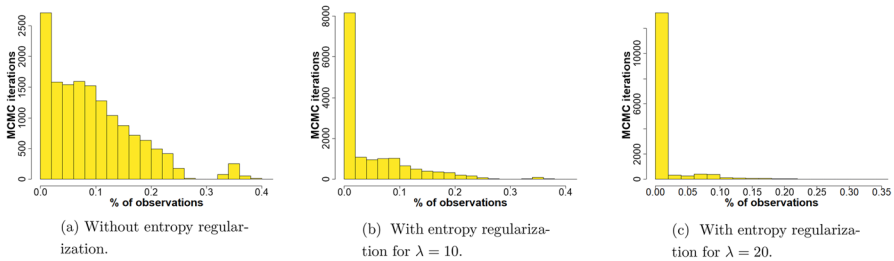 MCMC iterations
0 500 1500 2500
0.0 0.1 0.2 0.3 0.4
% of observations
(a) Without entropy regular-
ization.
MCMC iterations
0 2000 4000 6000 8000
0.0 0.1 0.2 0.3 0.4
% of observations
(b) With entropy regulariza-
tion for λ = 10.
MCMC iterations
0 2000 6000 10000
0.00 0.05 0.10 0.15 0.20 0.25 0.30 0.35
% of observations
(c) With entropy regulariza-
tion for λ = 20.